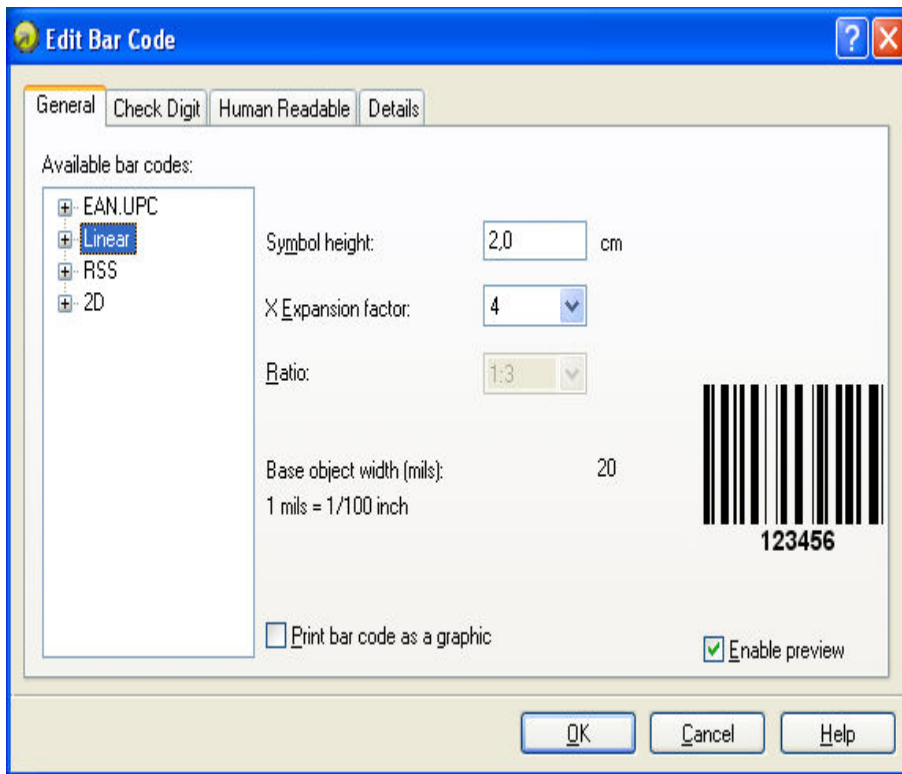 Edit Bar Code
General Check Digit Human Readable Details
Available bar codes:
EAN.UPC
Linear
RSS
2D
Symbol height: 2,0 cm
X Expansion factor: 4
Ratio: 1:3
Base object width (mils): 20
1 mils = 1/100 inch
123456
Print bar code as a graphic
Enable preview
OK Cancel Help